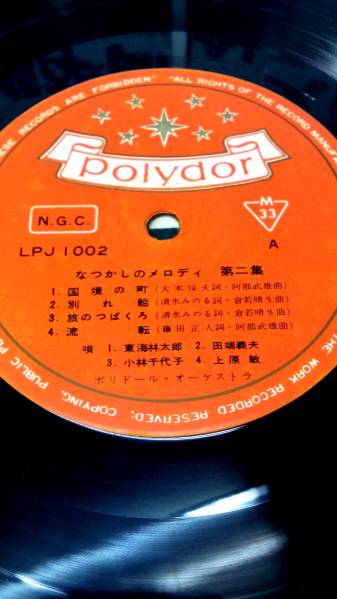 THESE RECORDS ARE FORBIDDEN. "ALL RIGHTS OF THE RECORD MANUFA
polydor
N.G.C.
M
33
LPJ 1002
A
なつかしのメロディ 第二集
1. 国境の町 (大木惇夫詞・阿部武雄曲)
2. 別れ船 (清水みのる詞・倉若晴生曲)
3. 旅のつばくろ (清水みのる詞・倉若晴生曲)
4. 流転 (藤田正人詞・阿部武雄曲)
唄 1. 東海林太郎 2. 田端義夫
3. 小林千代子 4. 上原敏
ポリドール・オーケストラ
THE WORK RECORDED RESERVED: COPYING, PUBLIC PE